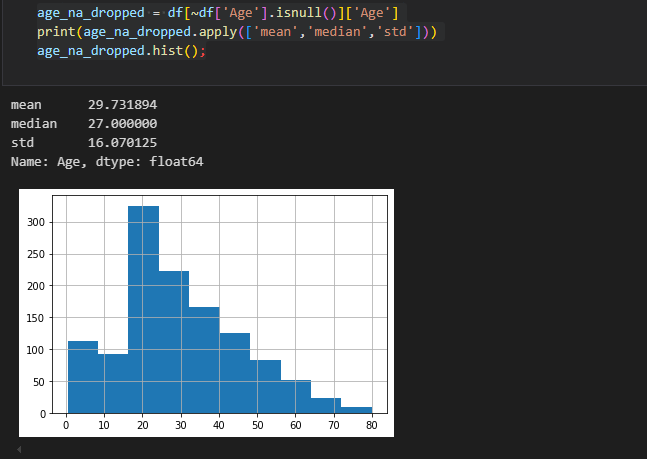 age_na_dropped = df[~df['Age'].isnull()]['Age']
print(age_na_dropped.apply(['mean','median','std']))
age_na_dropped.hist();
mean 29.731894
median 27.000000
std 16.070125
Name: Age, dtype: float64
300
250
200
150
100
50
0
0 10 20 30 40 50 60 70 80